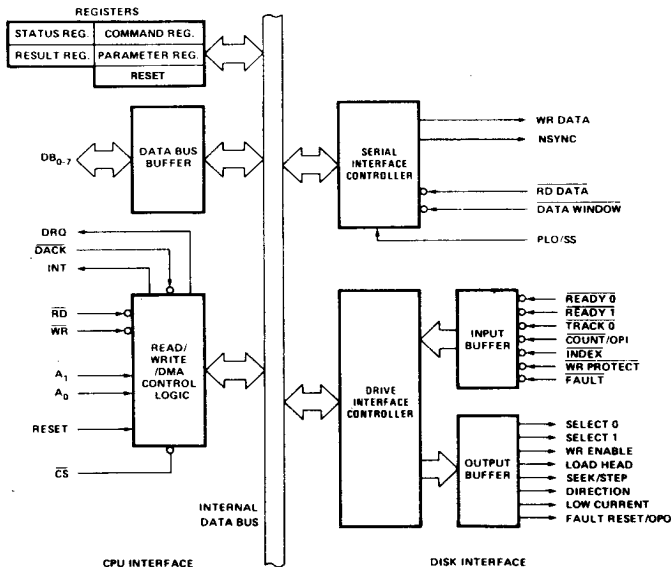 REGISTERS
STATUS REG. COMMAND REG.
RESULT REG. PARAMETER REG.
RESET
DB0-7
DATA BUS
BUFFER
DRQ
DACK
INT
RD
WR
A1
A0
RESET
CS
READ/
WRITE
/DMA
CONTROL
LOGIC
INTERNAL
DATA BUS
CPU INTERFACE
SERIAL
INTERFACE
CONTROLLER
WR DATA
NSYNC
RD DATA
DATA WINDOW
PLO/SS
DRIVE
INTERFACE
CONTROLLER
INPUT
BUFFER
READY 0
READY 1
TRACK 0
COUNT/OPI
INDEX
WR PROTECT
FAULT
OUTPUT
BUFFER
SELECT 0
SELECT 1
WR ENABLE
LOAD HEAD
SEEK/STEP
DIRECTION
LOW CURRENT
FAULT RESET/OPO
DISK INTERFACE